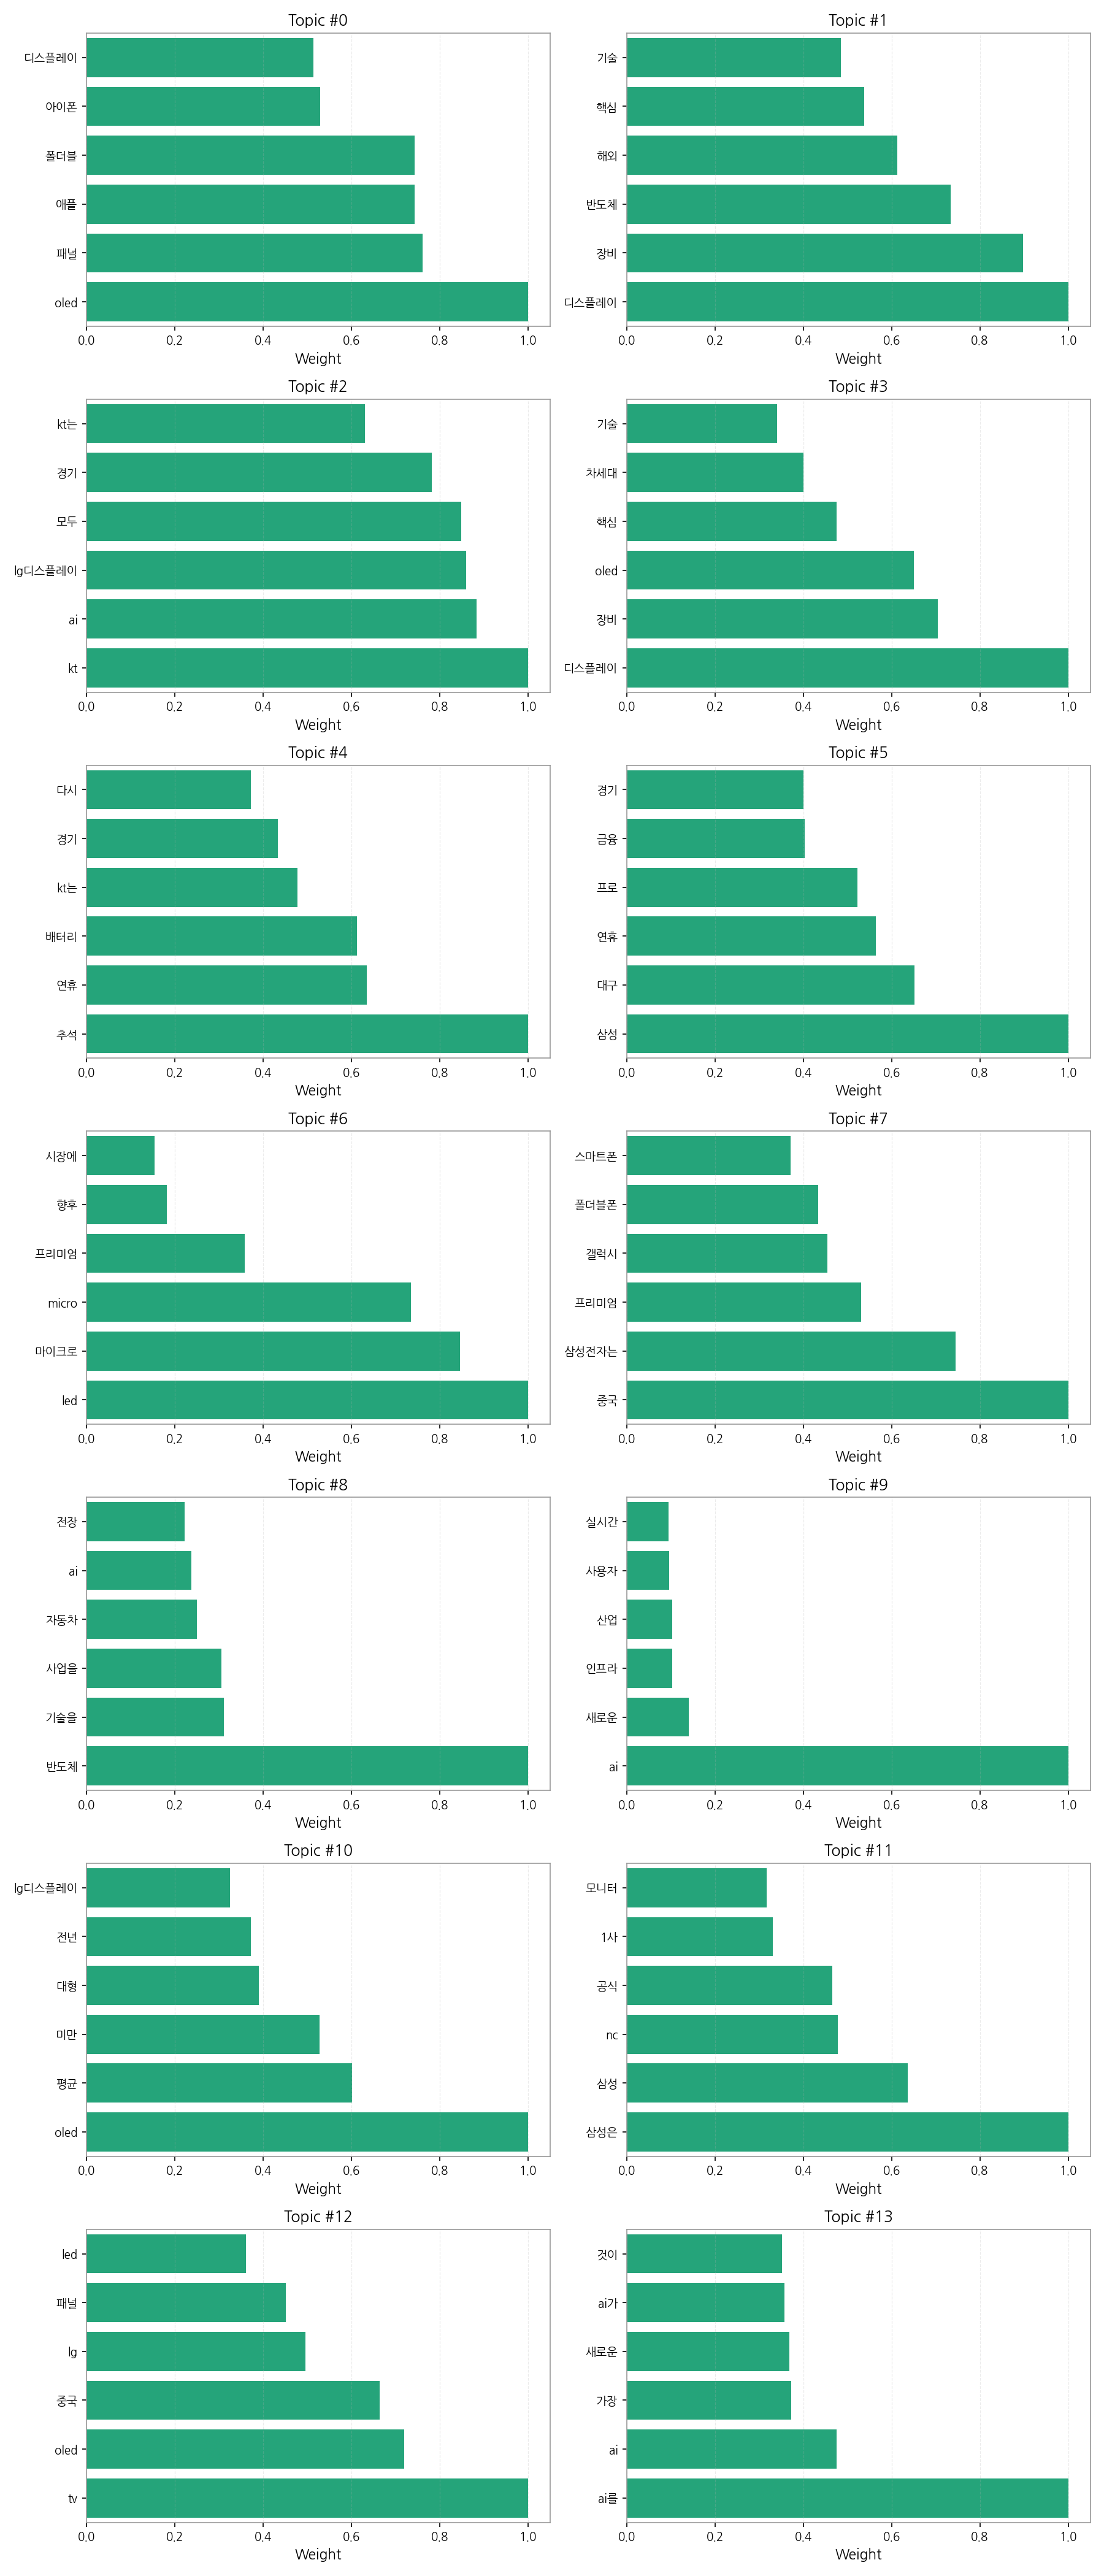 Topic #0
디스플레이
아이폰
폴더블
애플
패널
oled
0.0 0.2 0.4 0.6 0.8 1.0
Weight
Topic #1
기술
핵심
해외
반도체
장비
디스플레이
0.0 0.2 0.4 0.6 0.8 1.0
Weight
Topic #2
kt는
경기
모두
lg디스플레이
ai
kt
0.0 0.2 0.4 0.6 0.8 1.0
Weight
Topic #3
기술
차세대
핵심
oled
장비
디스플레이
0.0 0.2 0.4 0.6 0.8 1.0
Weight
Topic #4
다시
경기
kt는
배터리
연휴
추석
0.0 0.2 0.4 0.6 0.8 1.0
Weight
Topic #5
경기
금융
프로
연휴
대구
삼성
0.0 0.2 0.4 0.6 0.8 1.0
Weight
Topic #6
시장에
향후
프리미엄
micro
마이크로
led
0.0 0.2 0.4 0.6 0.8 1.0
Weight
Topic #7
스마트폰
폴더블폰
갤럭시
프리미엄
삼성전자는
중국
0.0 0.2 0.4 0.6 0.8 1.0
Weight
Topic #8
전장
ai
자동차
사업을
기술을
반도체
0.0 0.2 0.4 0.6 0.8 1.0
Weight
Topic #9
실시간
사용자
산업
인프라
새로운
ai
0.0 0.2 0.4 0.6 0.8 1.0
Weight
Topic #10
lg디스플레이
전년
대형
미만
평균
oled
0.0 0.2 0.4 0.6 0.8 1.0
Weight
Topic #11
모니터
1사
공식
nc
삼성
삼성은
0.0 0.2 0.4 0.6 0.8 1.0
Weight
Topic #12
led
패널
lg
중국
oled
tv
0.0 0.2 0.4 0.6 0.8 1.0
Weight
Topic #13
것이
ai가
새로운
가장
ai
ai를
0.0 0.2 0.4 0.6 0.8 1.0
Weight